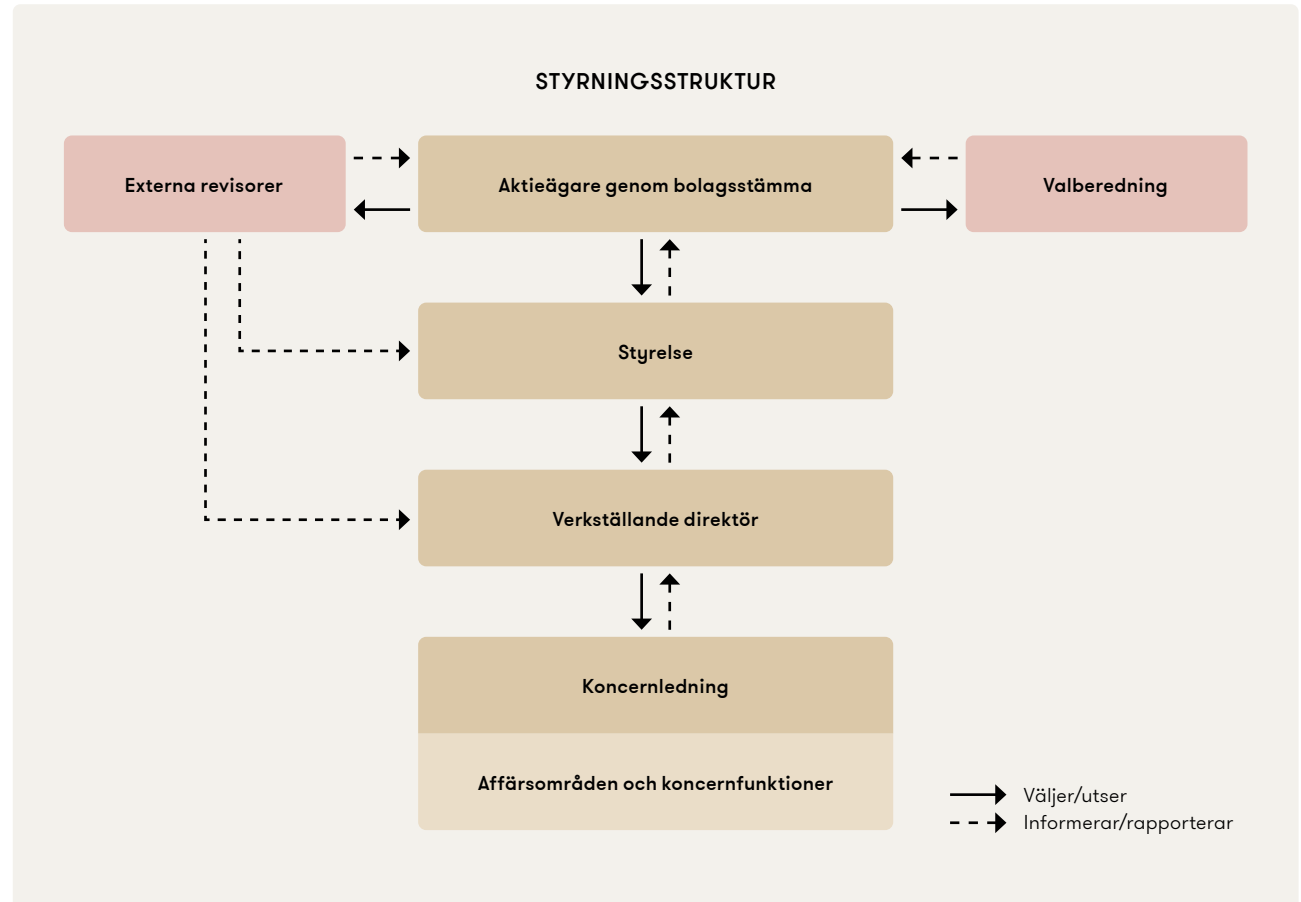 STYRNINGSSTRUKTUR
Externa revisorer
Aktieägare genom bolagsstämma
Valberedning
Styrelse
Verkställande direktör
Koncernledning
Affärsområden och koncernfunktioner
Väljer/utser
Informerar/rapporterar